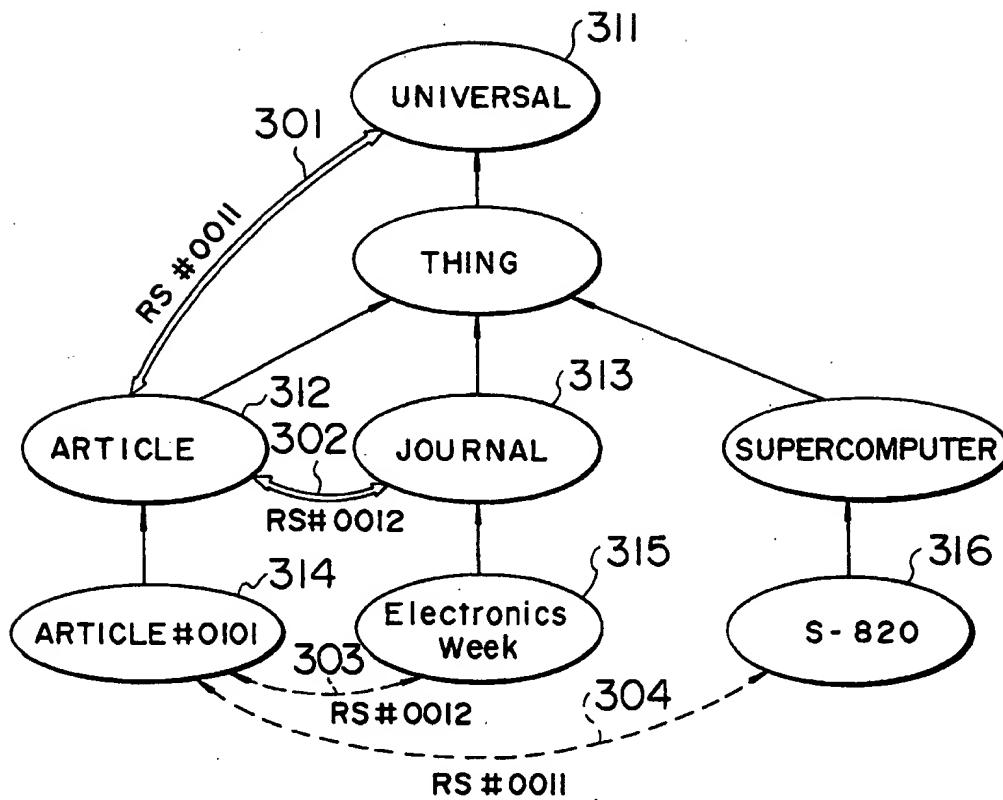 311
UNIVERSAL
301
RS #0011
THING
312
313
ARTICLE
302
JOURNAL
SUPERCOMPUTER
RS#0012
314
315
316
ARTICLE#0101
Electronics
Week
S-820
303
RS#0012
304
RS#0011